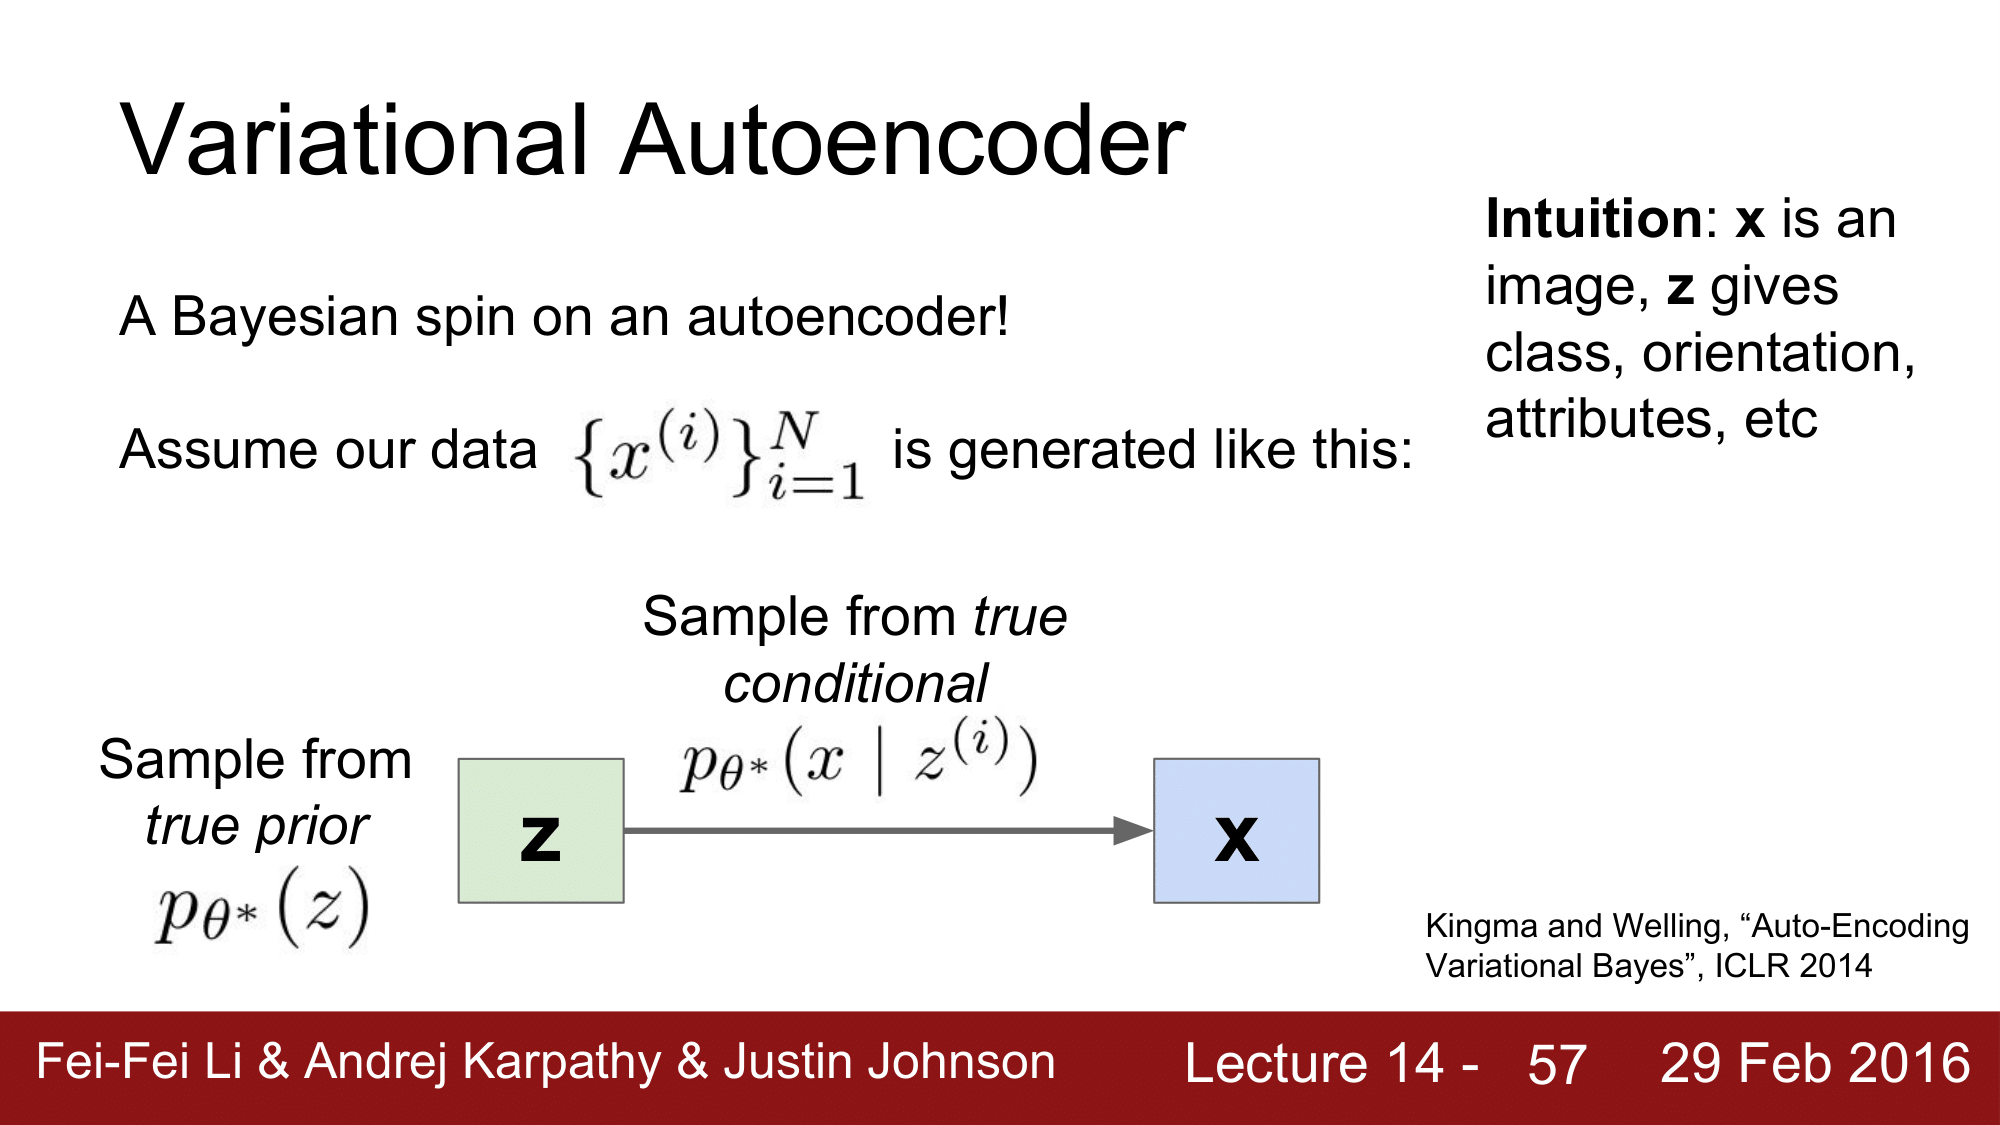 Variational Autoencoder
Intuition: x is an
image, z gives
class, orientation,
attributes, etc
A Bayesian spin on an autoencoder!
Assume our data $\{x^{(i)}\}_{i=1}^{N}$ is generated like this:
Sample from true
conditional
$p_{\theta^*}(x \mid z^{(i)})$
Sample from
true prior
$p_{\theta^*}(z)$
z
x
Kingma and Welling, “Auto-Encoding
Variational Bayes”, ICLR 2014
Fei-Fei Li & Andrej Karpathy & Justin Johnson Lecture 14 - 57 29 Feb 2016